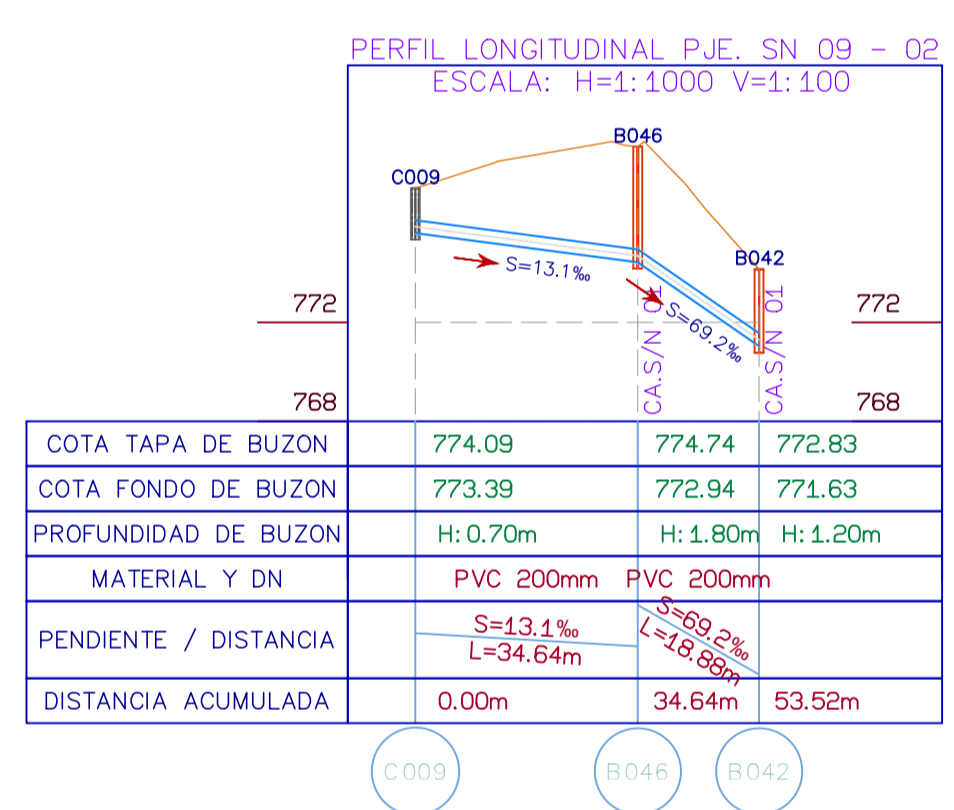 PERFIL LONGITUDINAL PJE. SN 09 - 02
ESCALA: H=1:1000 V=1:100
B046
C009
B042
S=13.1‰
S=69.2‰
CA.S/N 01
CA.S/N 01
772
772
768
768
COTA TAPA DE BUZON 774.09 774.74 772.83
COTA FONDO DE BUZON 773.39 772.94 771.63
PROFUNDIDAD DE BUZON H:0.70m H:1.80m H:1.20m
MATERIAL Y DN PVC 200mm PVC 200mm
PENDIENTE / DISTANCIA
S=13.1‰
L=34.64m
S=69.2‰
L=18.88m
DISTANCIA ACUMULADA 0.00m 34.64m 53.52m
C009 B046 B042